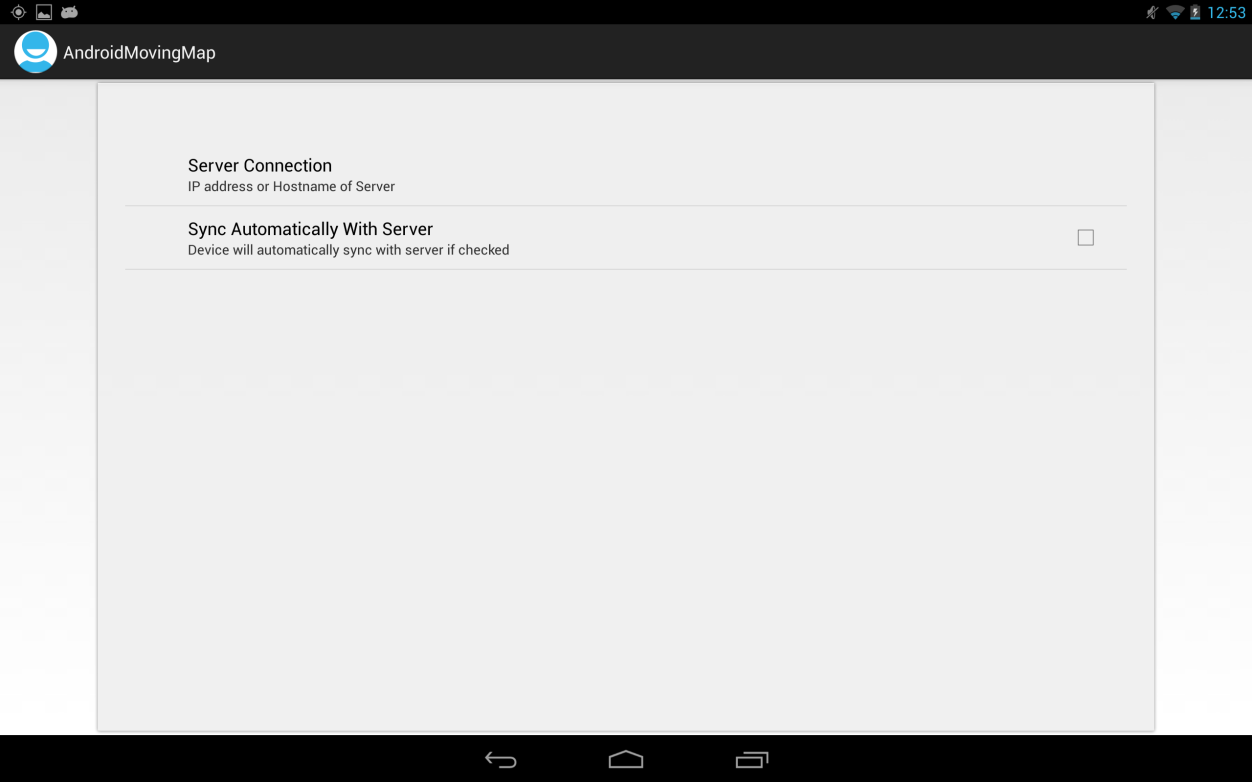 12:53
AndroidMovingMap
Server Connection
IP address or Hostname of Server
Sync Automatically With Server
Device will automatically sync with server if checked